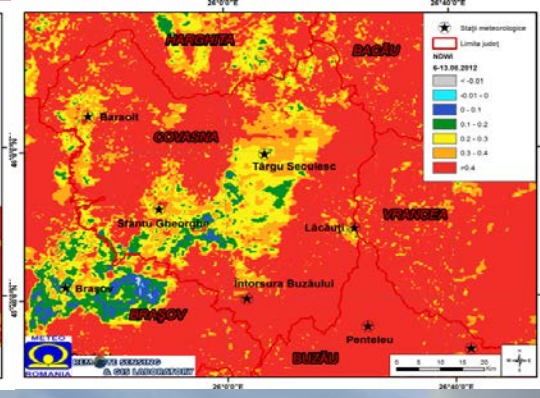 26°0'0"E
26°40'0"E
HARGHITA
BACĂU
Stații meteorologice
Limite județ
NDWI
6-13.06.2012
< -0.01
-0.01 - 0
0 - 0.1
0.1 - 0.2
0.2 - 0.3
0.3 - 0.4
>0.4
Baraolt
COVASNA
Târgu Secuiesc
VRANCEA
Sfântu Gheorghe
Lăcăuți
Brașov
Intorsura Buzăului
BRAȘOV
Penteleu
BUZĂU
METEO
ROMANIA
REMOTE SENSING
& GIS LABORATORY
0 5 10 15 20
Km
26°0'0"E
26°40'0"E